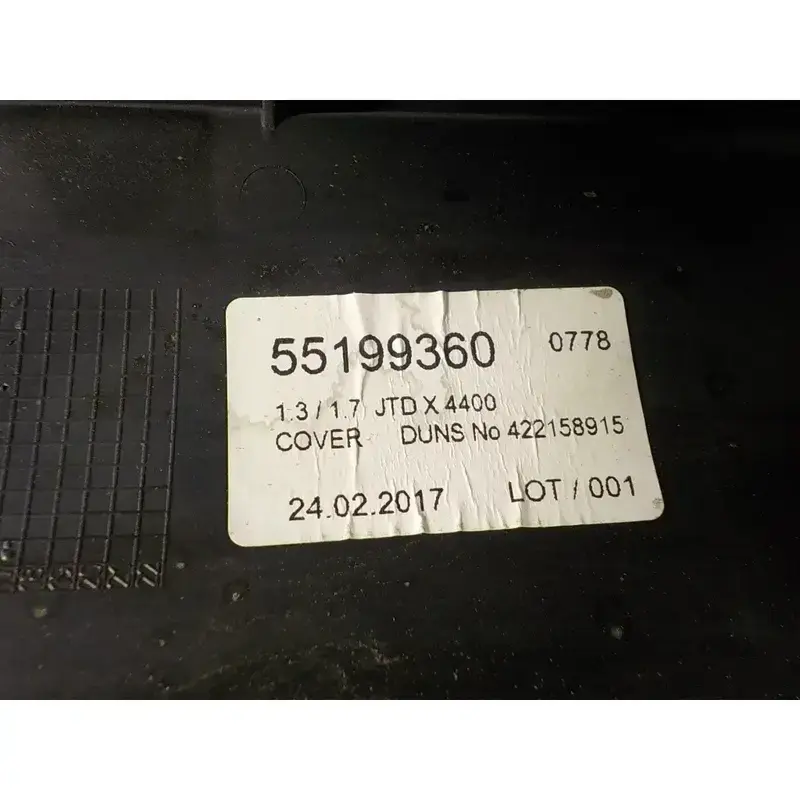 55199360 0778
1.3 / 1.7 JTD X 4400
COVER DUNS No 422158915
24.02.2017 LOT / 001